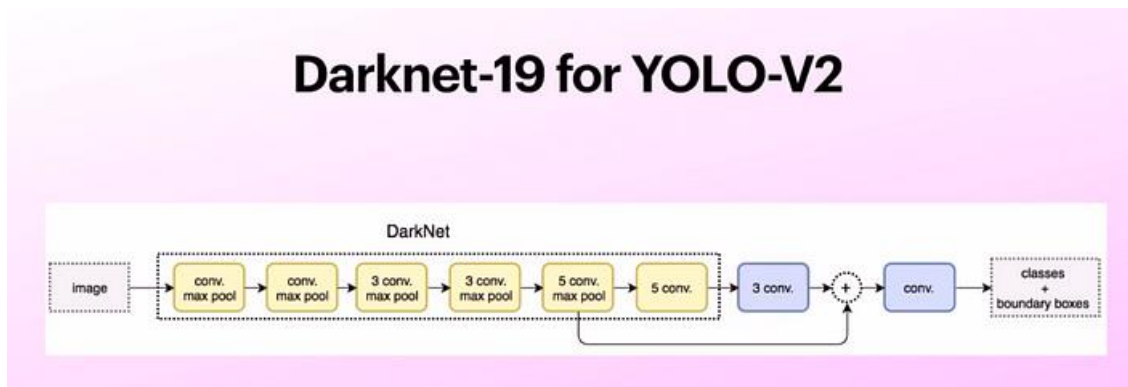 Darknet-19 for YOLO-V2
DarkNet
image
conv.
max pool
conv.
max pool
3 conv.
max pool
3 conv.
max pool
5 conv.
max pool
5 conv.
3 conv.
+
conv.
classes
+
boundary boxes